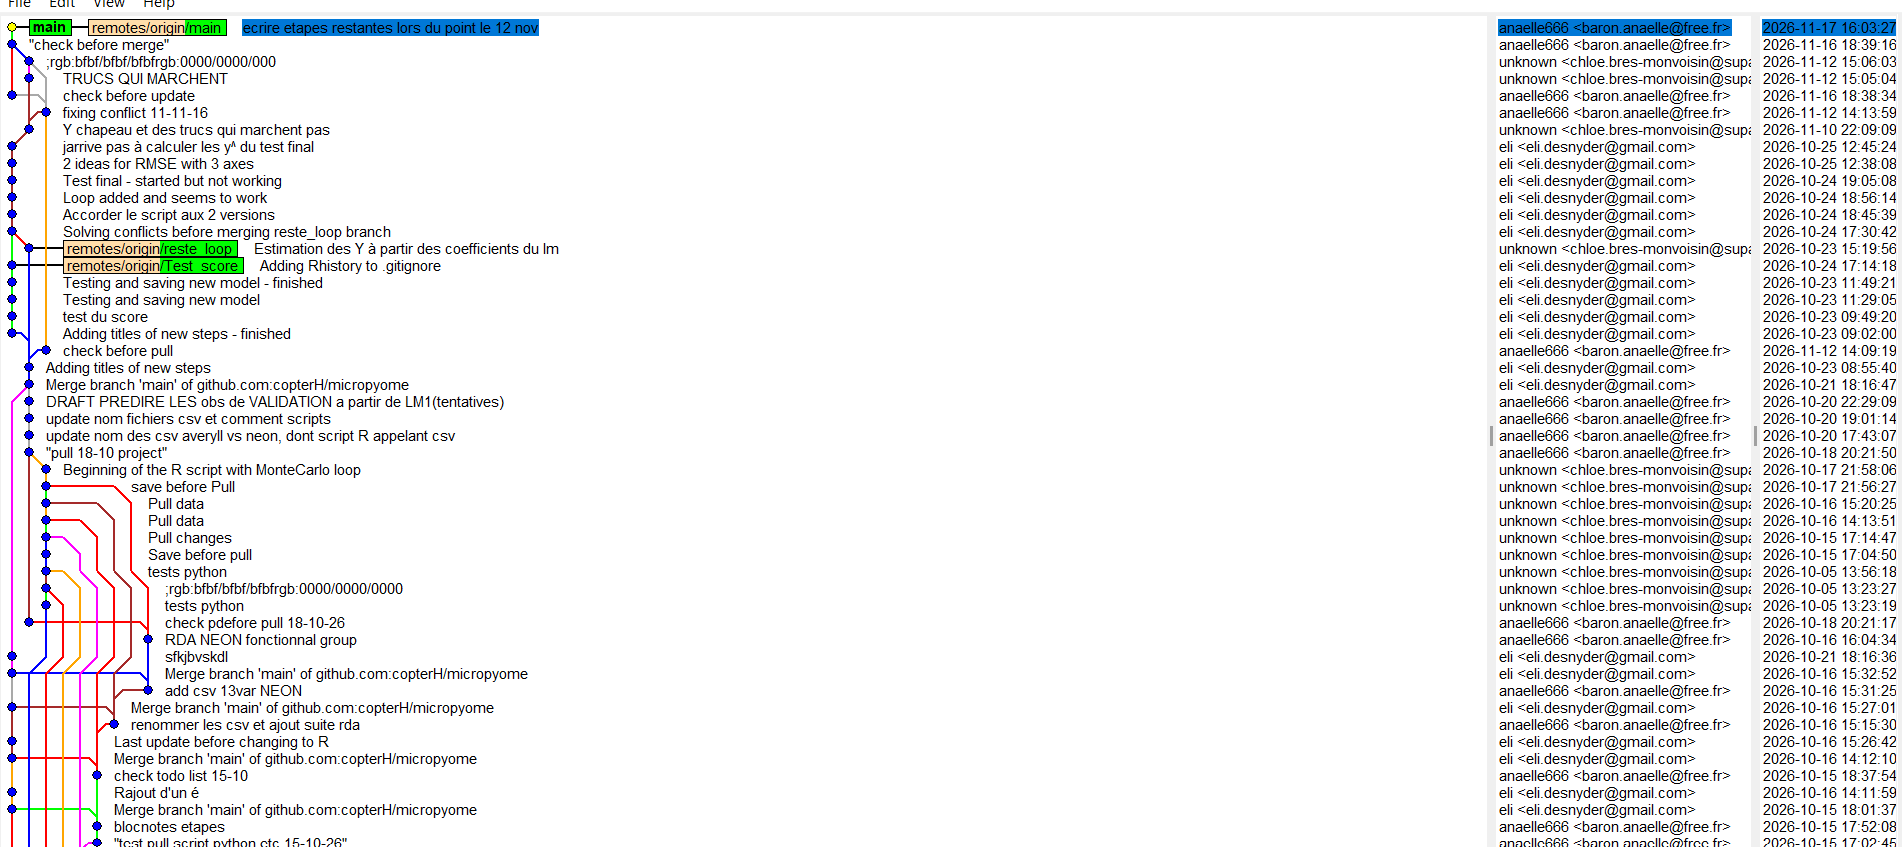 File Edit View Help
main remotes/origin/main ecrire etapes restantes lors du point le 12 nov anaelle666 <baron.anaelle@free.fr> 2026-11-17 16:03:27
"check before merge" anaelle666 <baron.anaelle@free.fr> 2026-11-16 18:39:16
;rgb:bfbf/bfbf/bfbfrgb:0000/0000/000 unknown <chloe.bres-monvoisin@supa 2026-11-12 15:06:03
TRUCS QUI MARCHENT unknown <chloe.bres-monvoisin@supa 2026-11-12 15:05:04
check before update anaelle666 <baron.anaelle@free.fr> 2026-11-16 18:38:34
fixing conflict 11-11-16 anaelle666 <baron.anaelle@free.fr> 2026-11-12 14:13:59
Y chapeau et des trucs qui marchent pas unknown <chloe.bres-monvoisin@supa 2026-11-10 22:09:09
jarrive pas à calculer les y^ du test final eli <eli.desnyder@gmail.com> 2026-10-25 12:45:24
2 ideas for RMSE with 3 axes eli <eli.desnyder@gmail.com> 2026-10-25 12:38:08
Test final - started but not working eli <eli.desnyder@gmail.com> 2026-10-24 19:05:08
Loop added and seems to work eli <eli.desnyder@gmail.com> 2026-10-24 18:56:14
Accorder le script aux 2 versions eli <eli.desnyder@gmail.com> 2026-10-24 18:45:39
Solving conflicts before merging reste_loop branch eli <eli.desnyder@gmail.com> 2026-10-24 17:30:42
remotes/origin/reste_loop Estimation des Y à partir des coefficients du lm unknown <chloe.bres-monvoisin@supa 2026-10-23 15:19:56
remotes/origin/Test_score Adding Rhistory to .gitignore eli <eli.desnyder@gmail.com> 2026-10-24 17:14:18
Testing and saving new model - finished eli <eli.desnyder@gmail.com> 2026-10-23 11:49:21
Testing and saving new model eli <eli.desnyder@gmail.com> 2026-10-23 11:29:05
test du score eli <eli.desnyder@gmail.com> 2026-10-23 09:49:20
Adding titles of new steps - finished eli <eli.desnyder@gmail.com> 2026-10-23 09:02:00
check before pull anaelle666 <baron.anaelle@free.fr> 2026-11-12 14:09:19
Adding titles of new steps eli <eli.desnyder@gmail.com> 2026-10-23 08:55:40
Merge branch 'main' of github.com:copterH/micropyome eli <eli.desnyder@gmail.com> 2026-10-21 18:16:47
DRAFT PREDIRE LES obs de VALIDATION a partir de LM1(tentatives) anaelle666 <baron.anaelle@free.fr> 2026-10-20 22:29:09
update nom fichiers csv et comment scripts anaelle666 <baron.anaelle@free.fr> 2026-10-20 19:01:14
update nom des csv averyll vs neon, dont script R appelant csv anaelle666 <baron.anaelle@free.fr> 2026-10-20 17:43:07
"pull 18-10 project" anaelle666 <baron.anaelle@free.fr> 2026-10-18 20:21:50
Beginning of the R script with MonteCarlo loop unknown <chloe.bres-monvoisin@supa 2026-10-17 21:58:06
save before Pull unknown <chloe.bres-monvoisin@supa 2026-10-17 21:56:27
Pull data unknown <chloe.bres-monvoisin@supa 2026-10-16 15:20:25
Pull data unknown <chloe.bres-monvoisin@supa 2026-10-16 14:13:51
Pull changes unknown <chloe.bres-monvoisin@supa 2026-10-15 17:14:47
Save before pull unknown <chloe.bres-monvoisin@supa 2026-10-15 17:04:50
tests python unknown <chloe.bres-monvoisin@supa 2026-10-05 13:56:18
;rgb:bfbf/bfbf/bfbfrgb:0000/0000/0000 unknown <chloe.bres-monvoisin@supa 2026-10-05 13:23:27
tests python unknown <chloe.bres-monvoisin@supa 2026-10-05 13:23:19
check pdefore pull 18-10-26 anaelle666 <baron.anaelle@free.fr> 2026-10-18 20:21:17
RDA NEON fonctionnal group anaelle666 <baron.anaelle@free.fr> 2026-10-16 16:04:34
sfkjbvskdl eli <eli.desnyder@gmail.com> 2026-10-21 18:16:36
Merge branch 'main' of github.com:copterH/micropyome eli <eli.desnyder@gmail.com> 2026-10-16 15:32:52
add csv 13var NEON anaelle666 <baron.anaelle@free.fr> 2026-10-16 15:31:25
Merge branch 'main' of github.com:copterH/micropyome eli <eli.desnyder@gmail.com> 2026-10-16 15:27:01
renommer les csv et ajout suite rda anaelle666 <baron.anaelle@free.fr> 2026-10-16 15:15:30
Last update before changing to R eli <eli.desnyder@gmail.com> 2026-10-16 15:26:42
Merge branch 'main' of github.com:copterH/micropyome eli <eli.desnyder@gmail.com> 2026-10-16 14:12:10
check todo list 15-10 anaelle666 <baron.anaelle@free.fr> 2026-10-15 18:37:54
Rajout d'un é eli <eli.desnyder@gmail.com> 2026-10-16 14:11:59
Merge branch 'main' of github.com:copterH/micropyome eli <eli.desnyder@gmail.com> 2026-10-15 18:01:37
blocnotes etapes anaelle666 <baron.anaelle@free.fr> 2026-10-15 17:52:08
"test pull script python etc 15-10-26" anaelle666 <baron.anaelle@free.fr> 2026-10-15 17:02:45